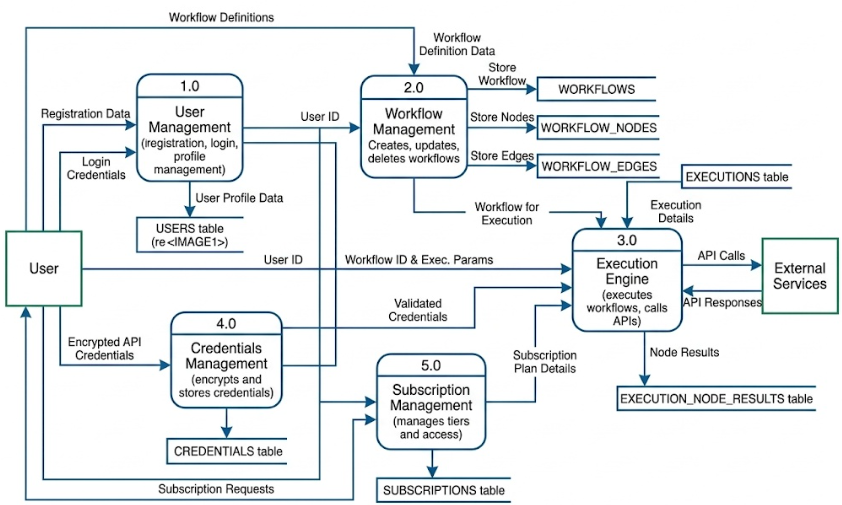 Workflow Definitions
Workflow
Definition Data
Store
Workflow
WORKFLOWS
1.0
User
Management
(iregistration, login,
profile
management)
2.0
Workflow
Management
Creates, updates,
deletes workflows
Registration Data
User ID
Store Nodes
WORKFLOW_NODES
Login
Credentials
Store Edges
WORKFLOW_EDGES
EXECUTIONS table
User Profile Data
USERS table
(re<IMAGE1>)
Workflow for
Execution
Execution
Details
3.0
Execution
Engine
(executes
workflows, calls
APIs)
User
User ID
Workflow ID & Exec. Params
API Calls
API Responses
External
Services
Validated
Credentials
Encrypted API
Credentials
4.0
Credentials
Management
(encrypts and
stores credentials)
Subscription
Plan Details
Node Results
5.0
Subscription
Management
(manages tiers
and access)
EXECUTION_NODE_RESULTS table
CREDENTIALS table
Subscription Requests
SUBSCRIPTIONS table